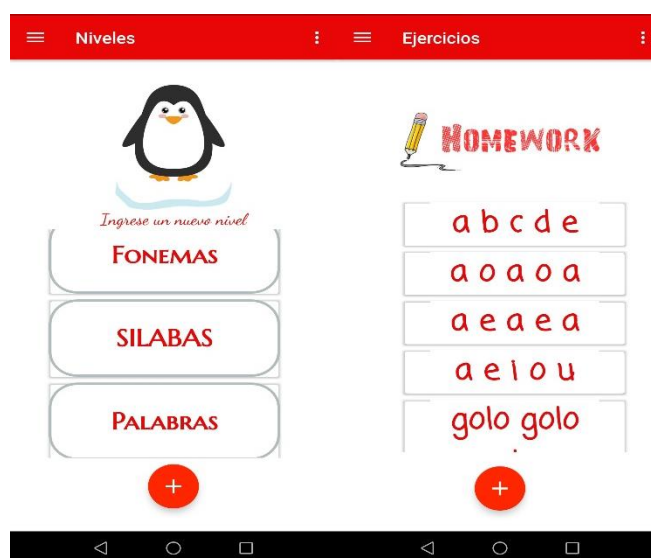 Niveles
Ingrese un nuevo nivel
FONEMAS
SILABAS
PALABRAS
+
Ejercicios
HOMEWORK
a b c d e
a o a o a
a e a e a
a e i o u
golo golo
+